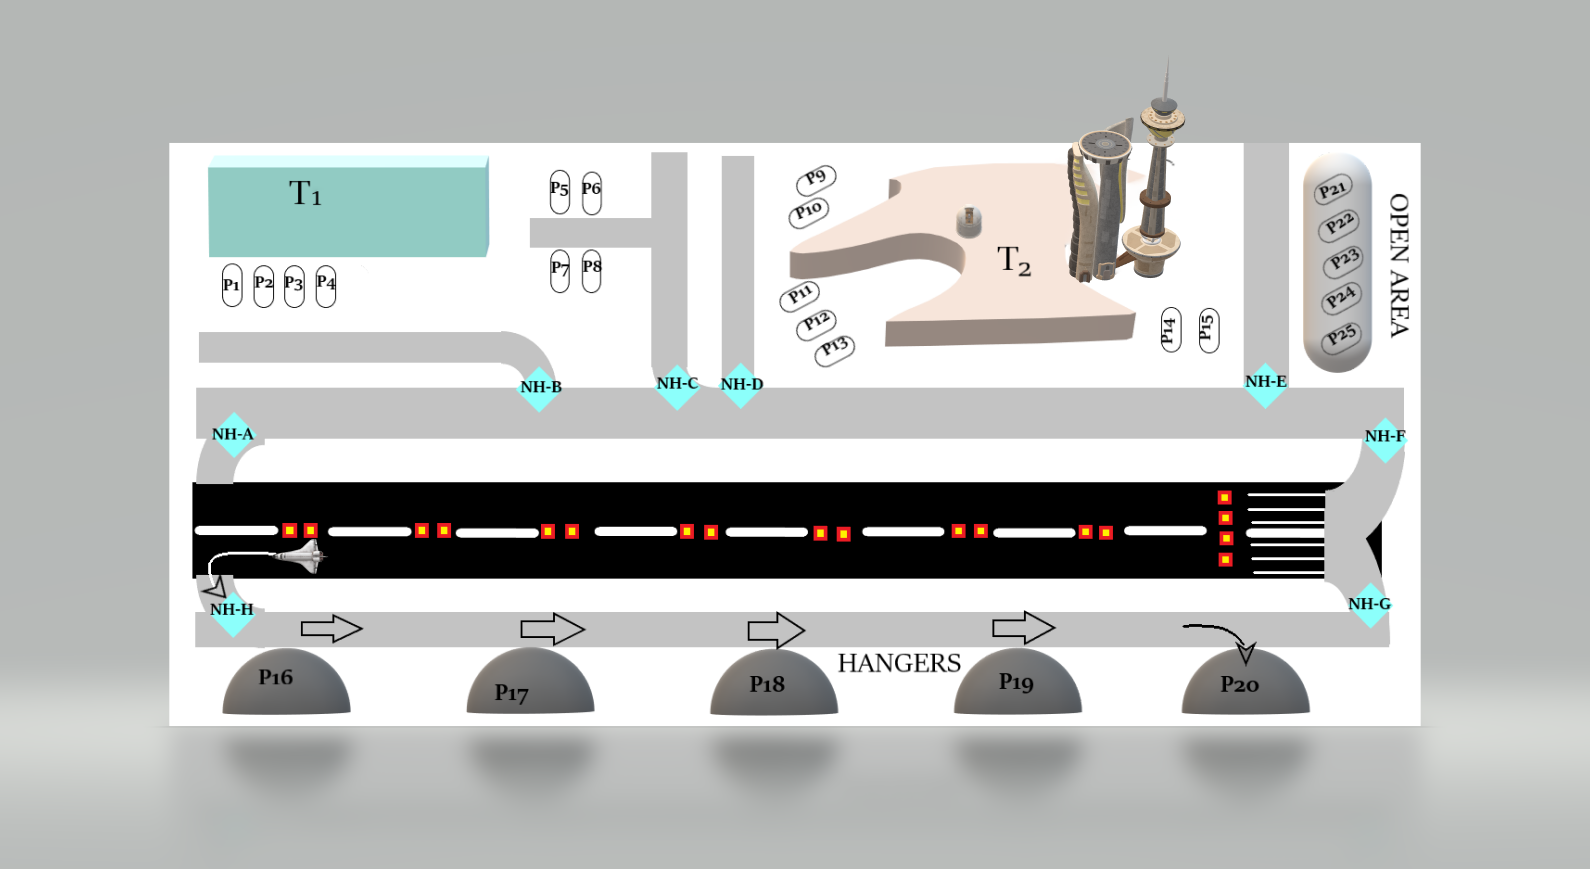 T1
P1
P2
P3
P4
P5
P6
P7
P8
P9
P10
P11
P12
P13
T2
P14
P15
P21
P22
P23
P24
P25
OPEN AREA
NH-A
NH-B
NH-C
NH-D
NH-E
NH-F
NH-H
NH-G
HANGERS
P16
P17
P18
P19
P20